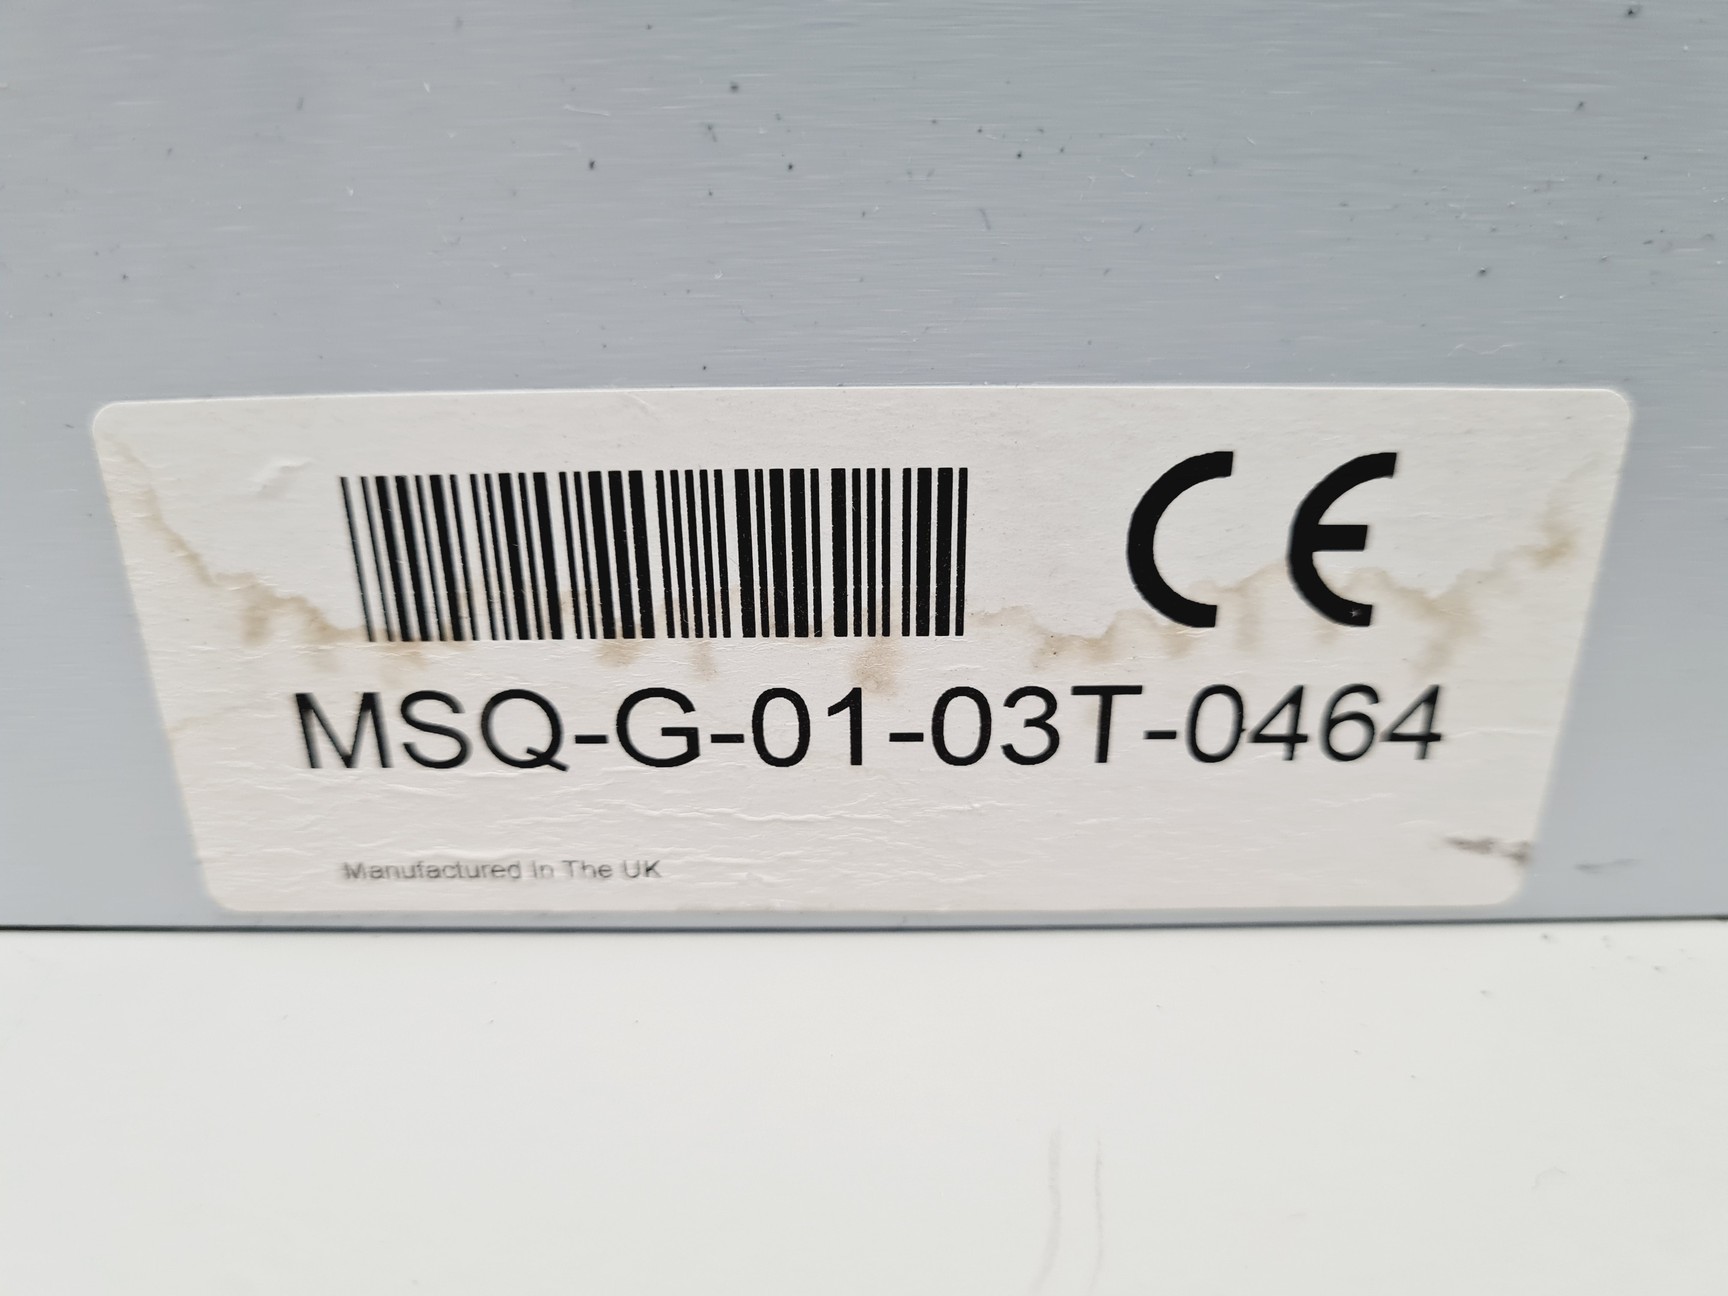 CE
MSQ-G-01-03T-0464
Manufactured In The UK